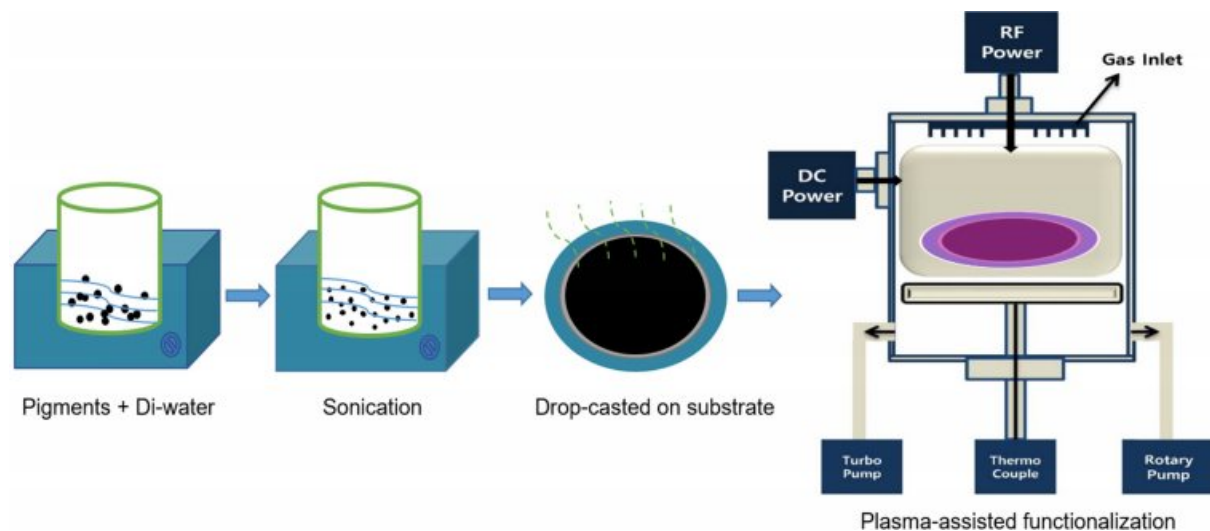 RF
Power
Gas Inlet
DC
Power
Pigments + Di-water
Sonication
Drop-casted on substrate
Turbo
Pump
Thermo
Couple
Rotary
Pump
Plasma-assisted functionalization